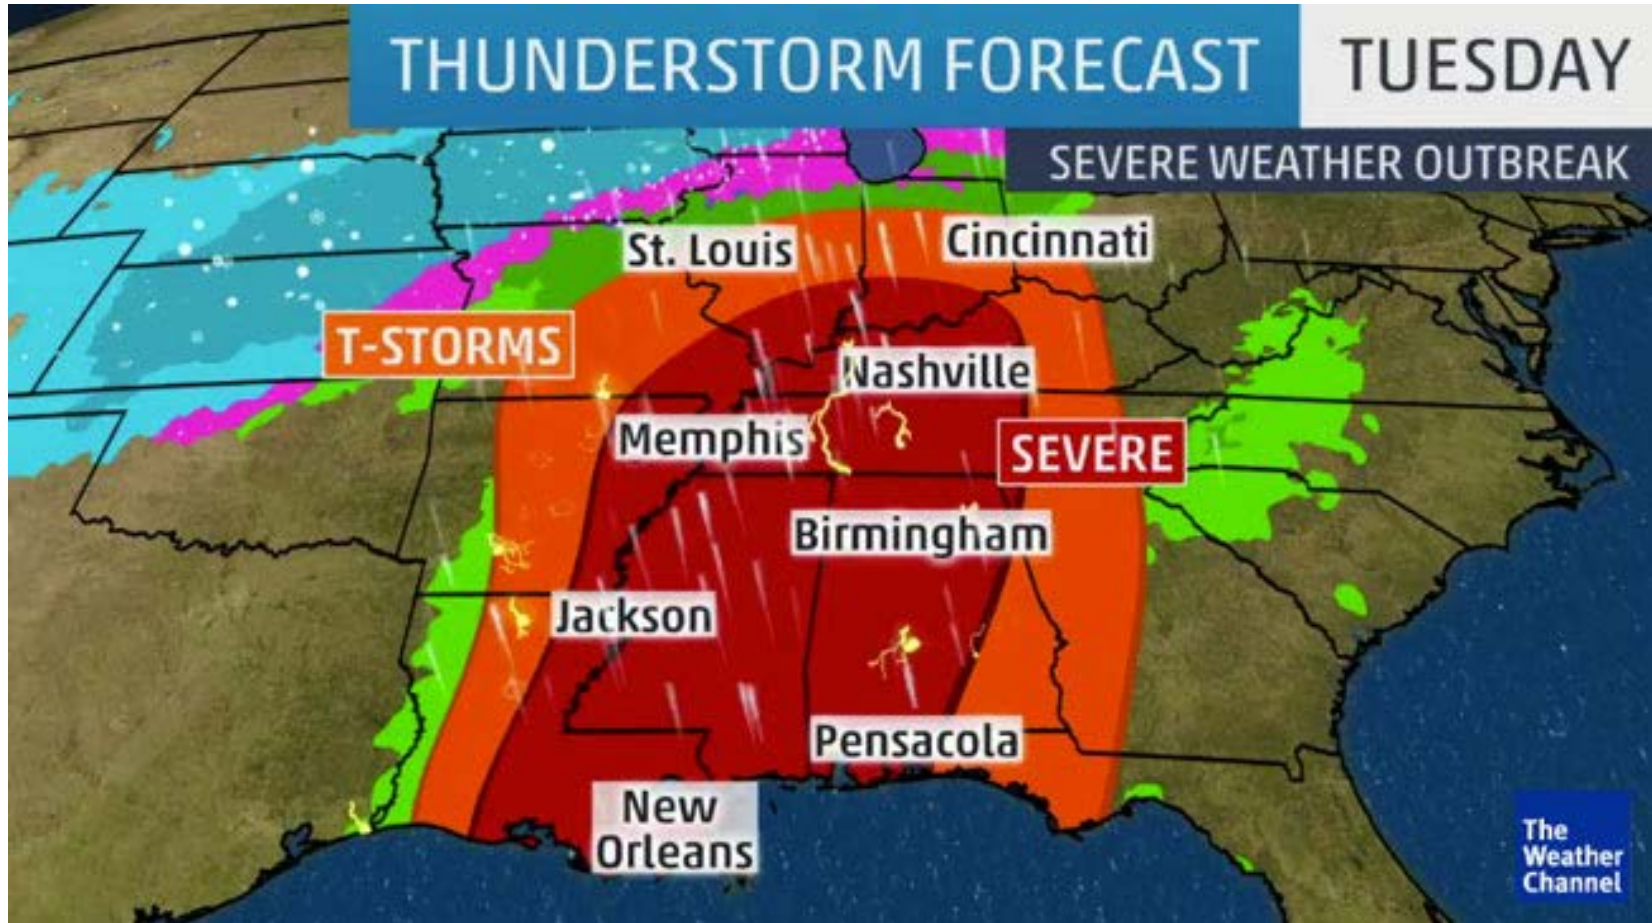 THUNDERSTORM FORECAST
TUESDAY
SEVERE WEATHER OUTBREAK
St. Louis
Cincinnati
T-STORMS
Nashville
Memphis
SEVERE
Birmingham
Jackson
Pensacola
New
Orleans
The
Weather
Channel